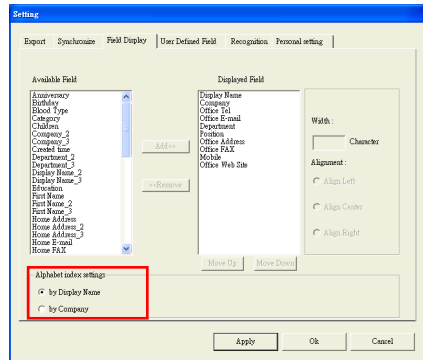 Setting
Export Synchronize Field Display User Defined Field Recognition Personal setting
Available Field
Displayed Field
Anniversary
Birthday
Blood Type
Category
Children
Company_2
Company_3
Created time
Department_2
Department_3
Display Name_2
Display Name_3
Education
First Name
First Name_2
First Name_3
Home Address
Home Address_2
Home Address_3
Home E-mail
Home FAX
Add>>
<<Remove
Display Name
Company
Office Tel
Office E-mail
Department
Position
Office Address
Office FAX
Mobile
Office Web Site
Move Up Move Down
Width :
Character
Alignment :
Align Left
Align Center
Align Right
Alphabet index settings
by Display Name
by Company
Apply Ok Cancel